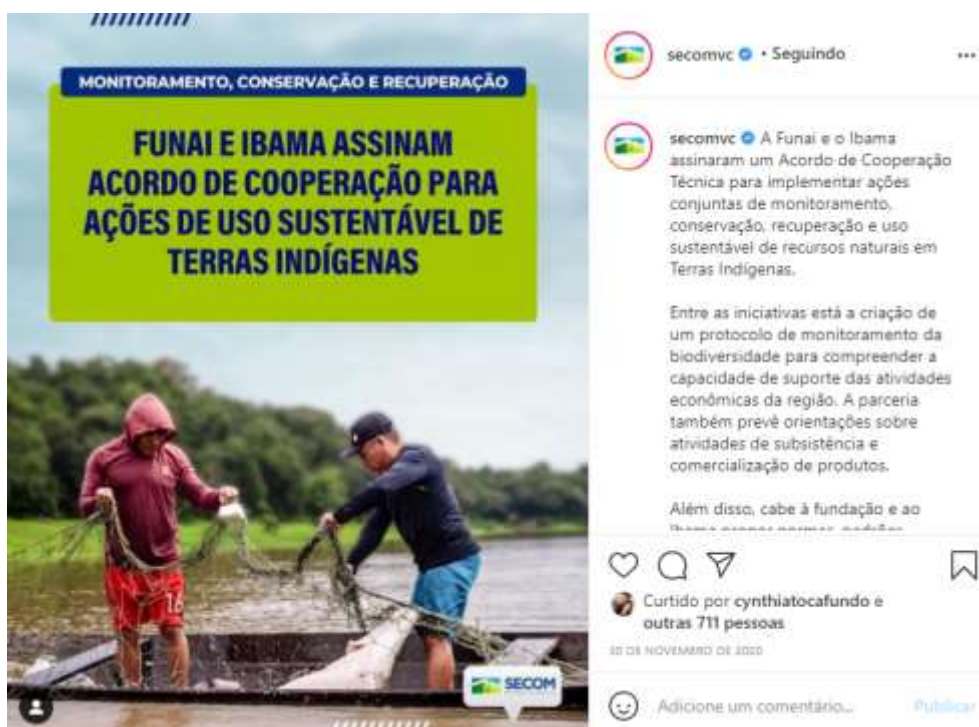 MONITORAMENTO, CONSERVAÇÃO E RECUPERAÇÃO
FUNAI E IBAMA ASSINAM
ACORDO DE COOPERAÇÃO PARA
AÇÕES DE USO SUSTENTÁVEL DE
TERRAS INDÍGENAS
16
SECOM
secomvc • Seguindo
secomvc A Funai e o Ibama
assinaram um Acordo de Cooperação
Técnica para implementar ações
conjuntas de monitoramento,
conservação, recuperação e uso
sustentável de recursos naturais em
Terras Indígenas.
Entre as iniciativas está a criação de
um protocolo de monitoramento da
biodiversidade para compreender a
capacidade de suporte das atividades
econômicas da região. A parceria
também prevê orientações sobre
atividades de subsistência e
comercialização de produtos.
Além disso, cabe à fundação e ao
Curtido por cynthiatocafundo e
outras 711 pessoas
DE NOVEMBRO DE 2020
Adicione um comentário...
Publicar